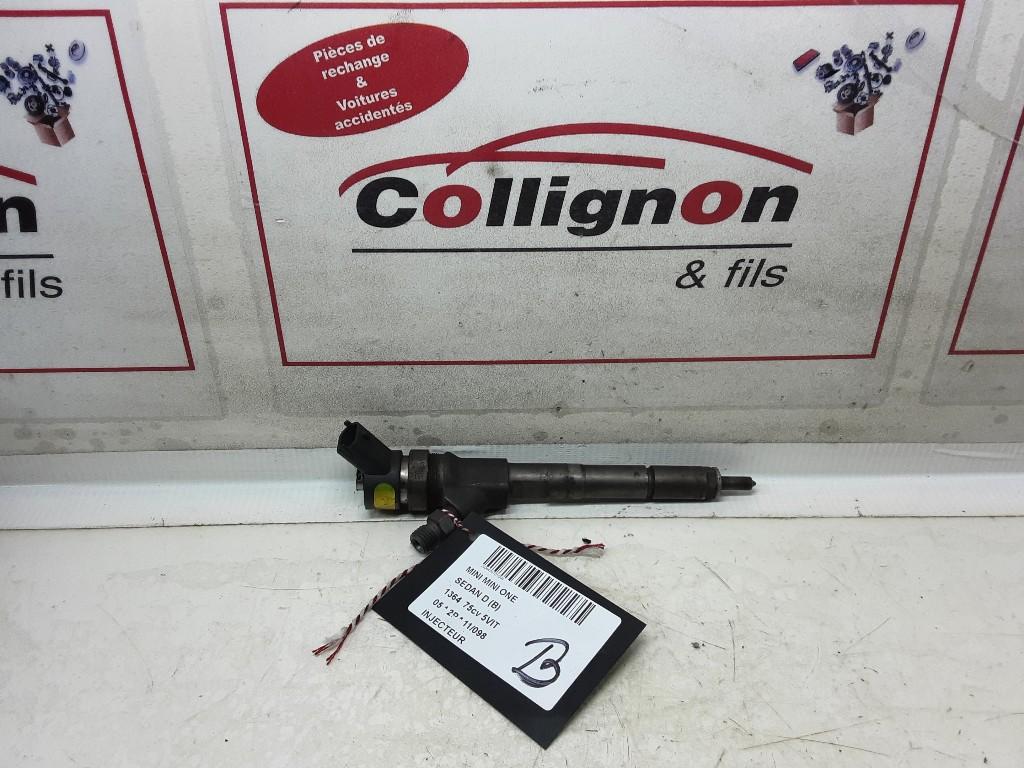 Pièces de
rechange
&
Voitures
accidentés
Collignon
& fils
n
fils
MINI MINI ONE
SEDAN D (B)
1364 75cv 5VIT
05 * 2P * 11/098
INJECTEUR
B